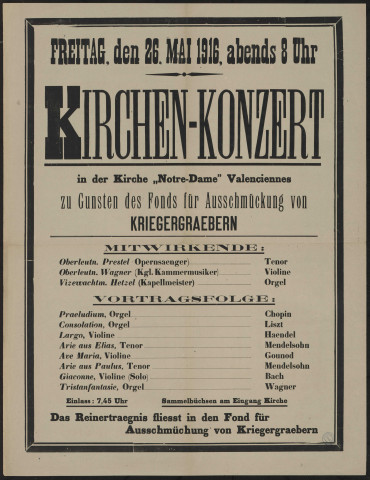 FREITAG, den 26. MAI 1916, abends 8 Uhr
KIRCHEN-KONZERT
in der Kirche „Notre-Dame" Valenciennes
zu Gunsten des Fonds für Ausschmückung von
KRIEGERGRAEBERN
MITWIRKENDE:
Oberleutn. Prestel (Opernsaenger) Tenor
Oberleutn. Wagner (Kgl. Kammermusiker) Violine
Vizewachtm. Hetzel (Kapellmeister) Orgel
VORTRAGSFOLGE:
Praeludium, Orgel Chopin
Consolation, Orgel Liszt
Largo, Violine Haendel
Arie aus Elias, Tenor Mendelsohn
Ave Maria, Violine Gounod
Arie aus Paulus, Tenor Mendelsohn
Giaconne, Violine (Solo) Bach
Tristanfantasie, Orgel Wagner
Einlass: 7,45 Uhr Sammelbüchsen am Eingang Kirche
Das Reinertraegnis fliesst in den Fond für
Ausschmüchung von Kriegergraebern